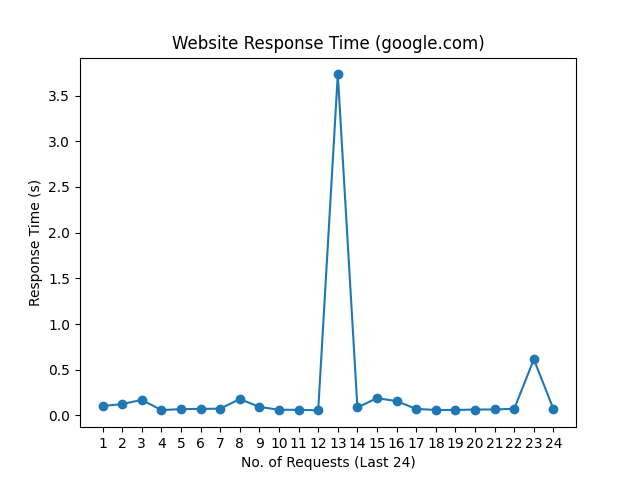 Website Response Time (google.com)
Response Time (s)
3.5
3.0
2.5
2.0
1.5
1.0
0.5
0.0
1 2 3 4 5 6 7 8 9 10 11 12 13 14 15 16 17 18 19 20 21 22 23 24
No. of Requests (Last 24)